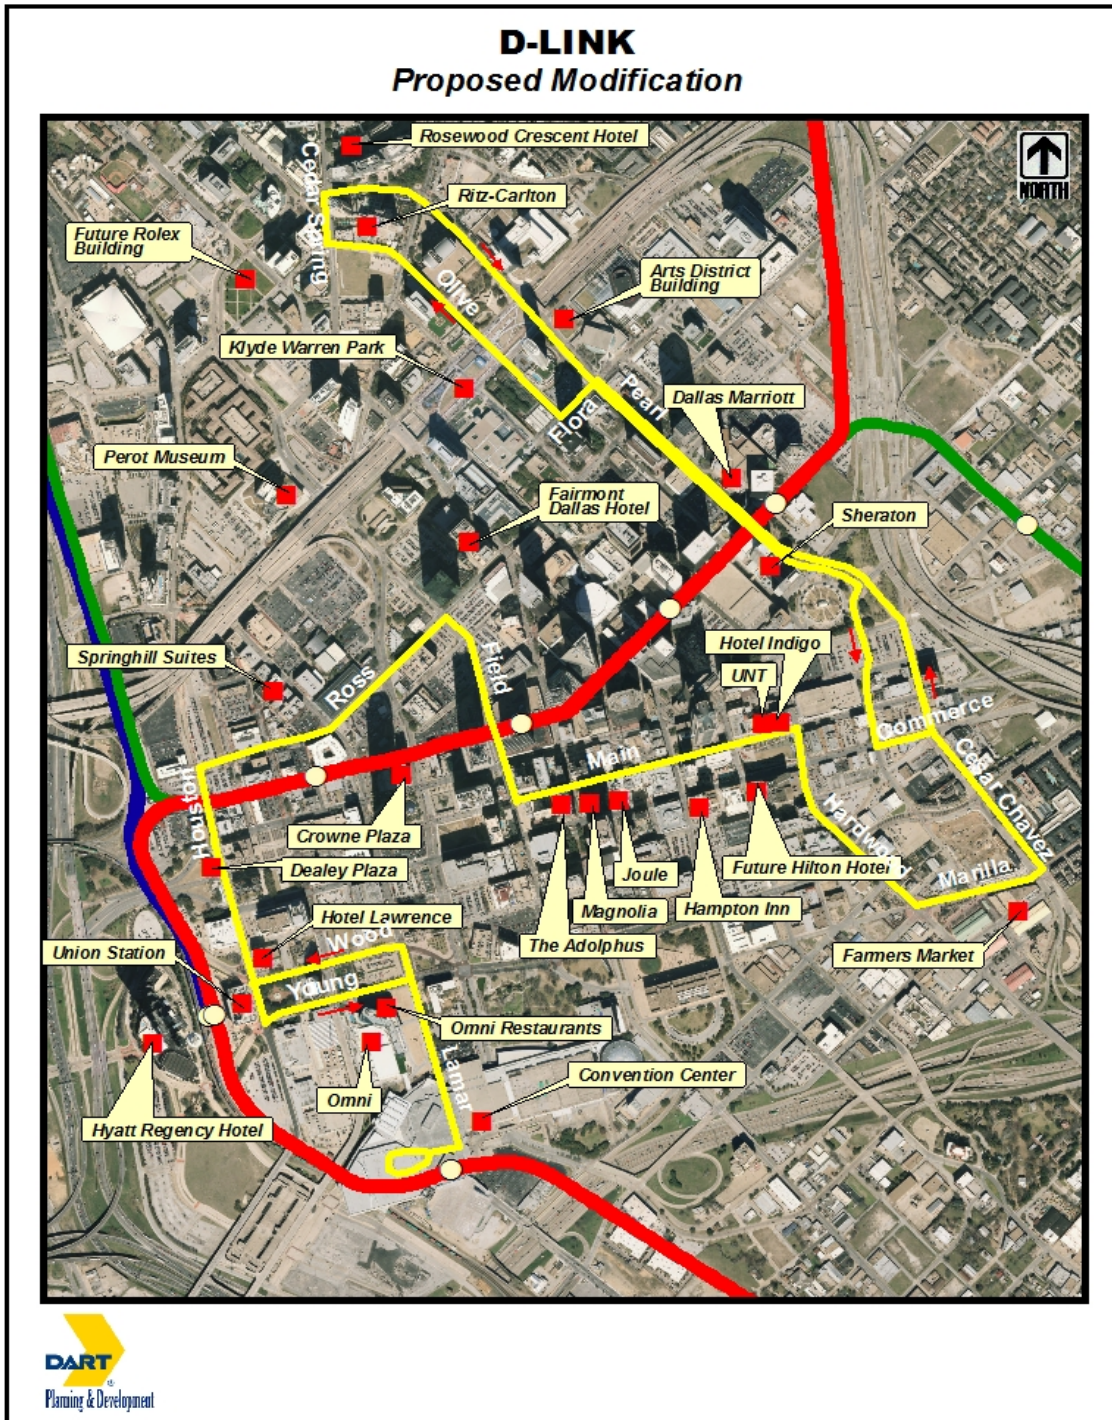 D-LINK
Proposed Modification
NORTH
Rosewood Crescent Hotel
Cedar Spring
Ritz-Carlton
Future Rolex
Building
Olive
Arts District
Building
Klyde Warren Park
Pearl
Dallas Marriott
Flora
Perot Museum
Fairmont
Dallas Hotel
Sheraton
Hotel Indigo
Springhill Suites
Field
UNT
Ross
Commerce
Main
Cesar Chavez
Houston
Hardwood
Crowne Plaza
Dealey Plaza
Joule
Future Hilton Hotel
Marilla
Magnolia
Hampton Inn
Hotel Lawrence
Wood
The Adolphus
Union Station
Farmers Market
Young
Omni Restaurants
Lamar
Convention Center
Omni
Hyatt Regency Hotel
DART
Planning & Development